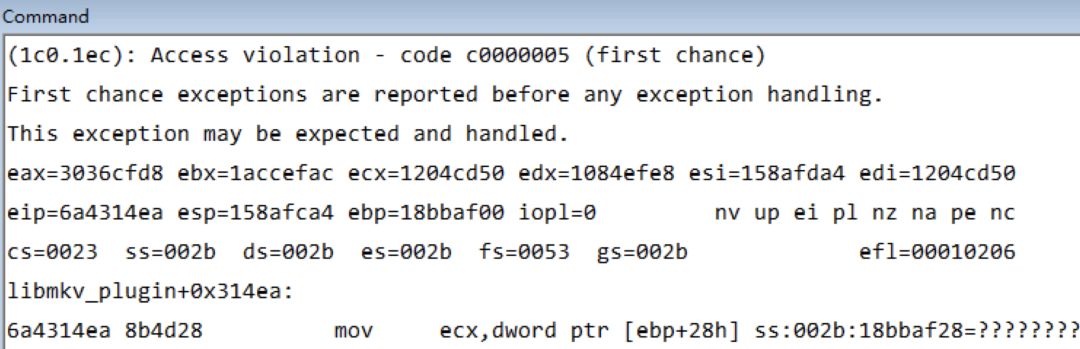 Command
(1c0.1ec): Access violation - code c0000005 (first chance)
First chance exceptions are reported before any exception handling.
This exception may be expected and handled.
eax=3036cfd8 ebx=1accefac ecx=1204cd50 edx=1084efe8 esi=158afda4 edi=1204cd50
eip=6a4314ea esp=158afca4 ebp=18bbaf00 iopl=0         nv up ei pl nz na pe nc
cs=0023  ss=002b  ds=002b  es=002b  fs=0053  gs=002b             efl=00010206
libmkv_plugin+0x314ea:
6a4314ea 8b4d28          mov     ecx,dword ptr [ebp+28h] ss:002b:18bbaf28=????????